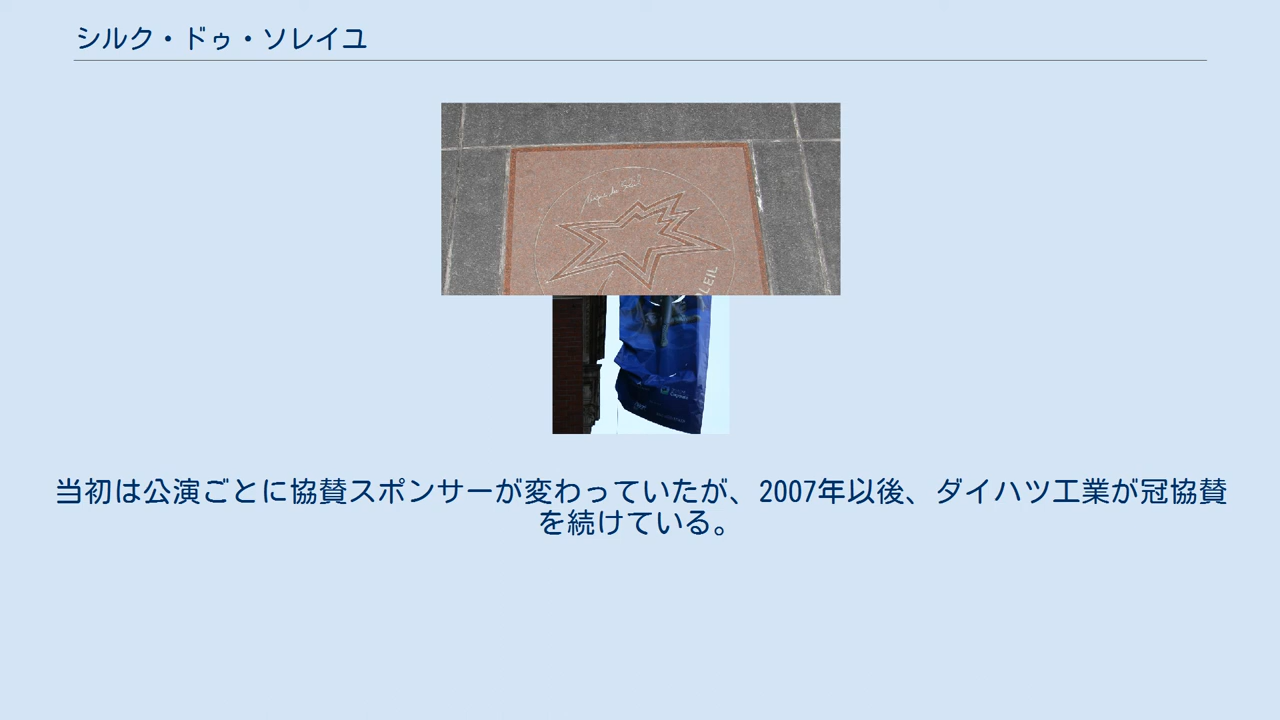 シルク・ドゥ・ソレイユ
当初は公演ごとに協賛スポンサーが変わっていたが、2007年以後、ダイハツ工業が冠協賛
を続けている。